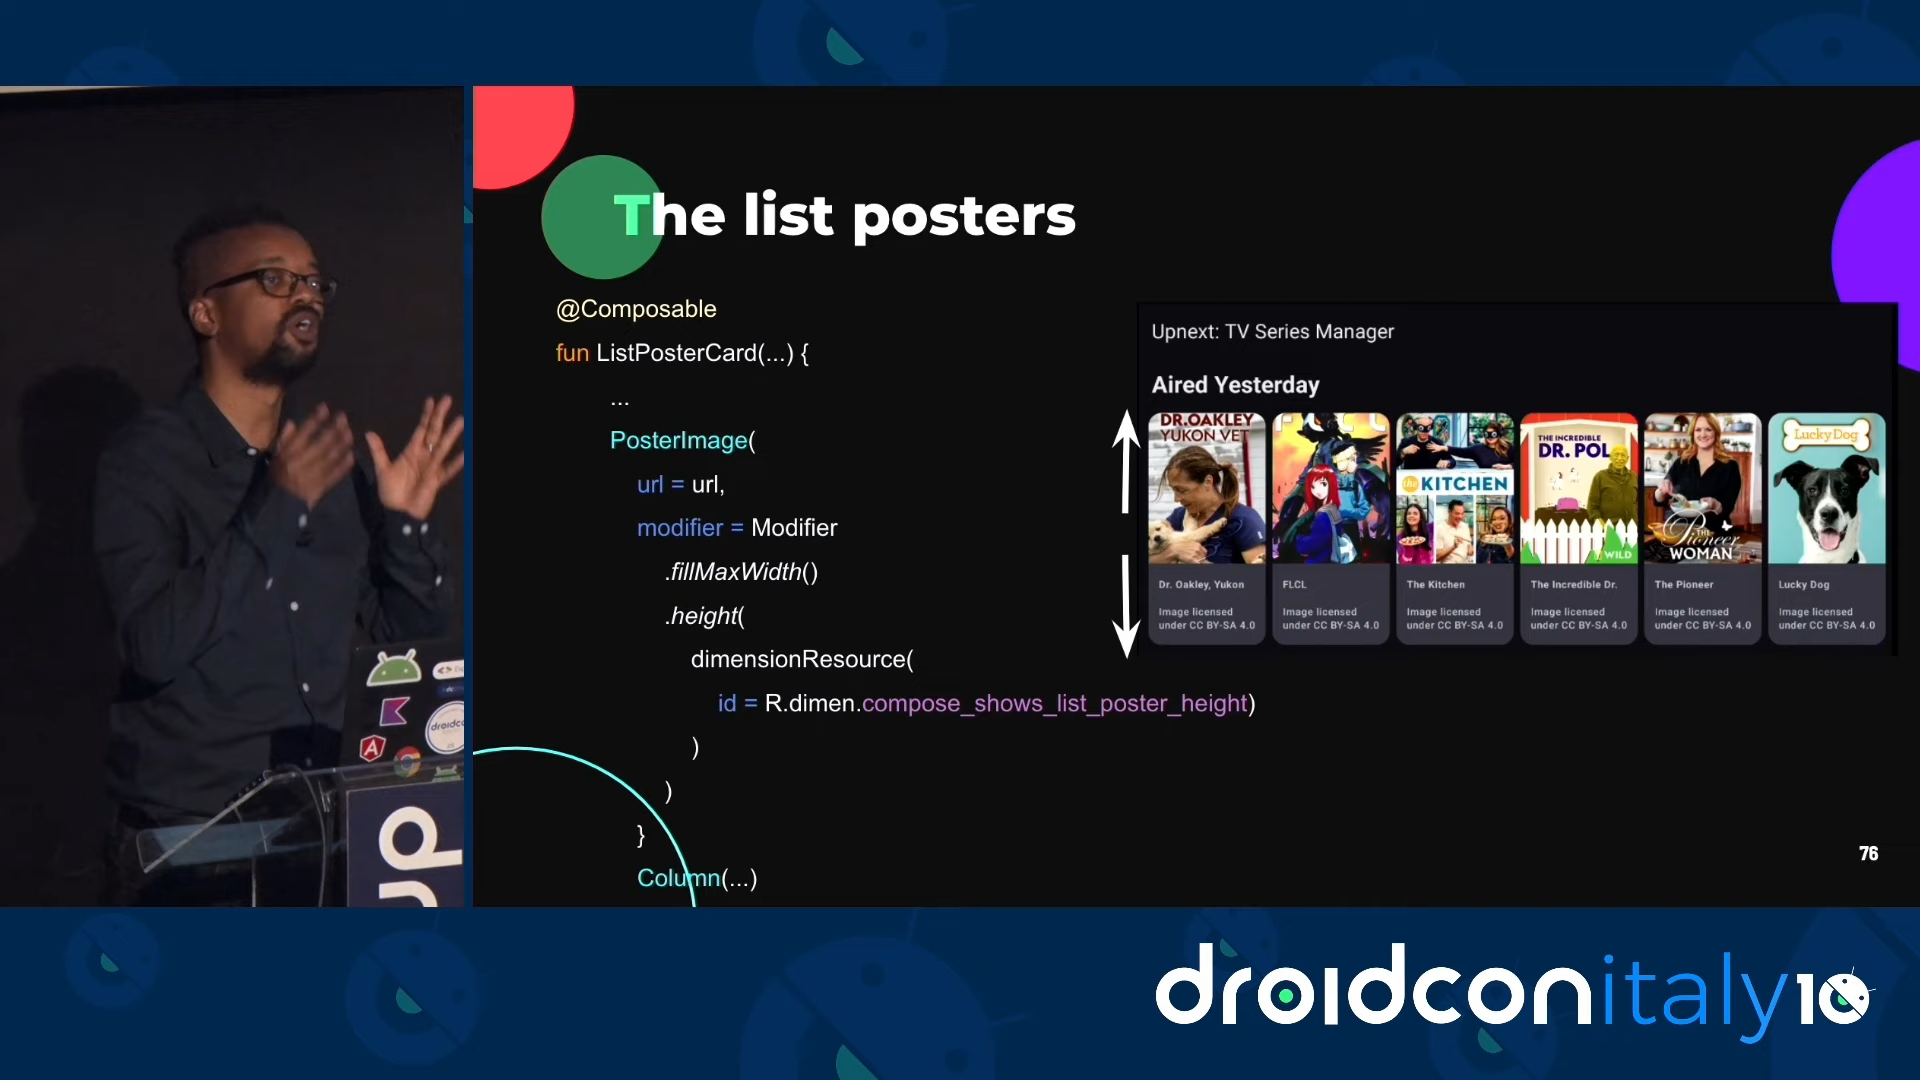 The list posters
@Composable
fun ListPosterCard(...) {
...
PosterImage(
url = url,
modifier = Modifier
.fillMaxWidth()
.height(
dimensionResource(
id = R.dimen.compose_shows_list_poster_height)
)
)
}
Column(...)
Upnext: TV Series Manager
Aired Yesterday
DR. OAKLEY
YUKON VET
FLCL
the KITCHEN
THE INCREDIBLE
DR. POL
WILD
THE Pioneer
WOMAN
Lucky Dog
Dr. Oakley, Yukon
Image licensed
under CC BY-SA 4.0
FLCL
Image licensed
under CC BY-SA 4.0
The Kitchen
Image licensed
under CC BY-SA 4.0
The Incredible Dr.
Image licensed
under CC BY-SA 4.0
The Pioneer
Image licensed
under CC BY-SA 4.0
Lucky Dog
Image licensed
under CC BY-SA 4.0
76
droidcon
UP
droidconitaly10